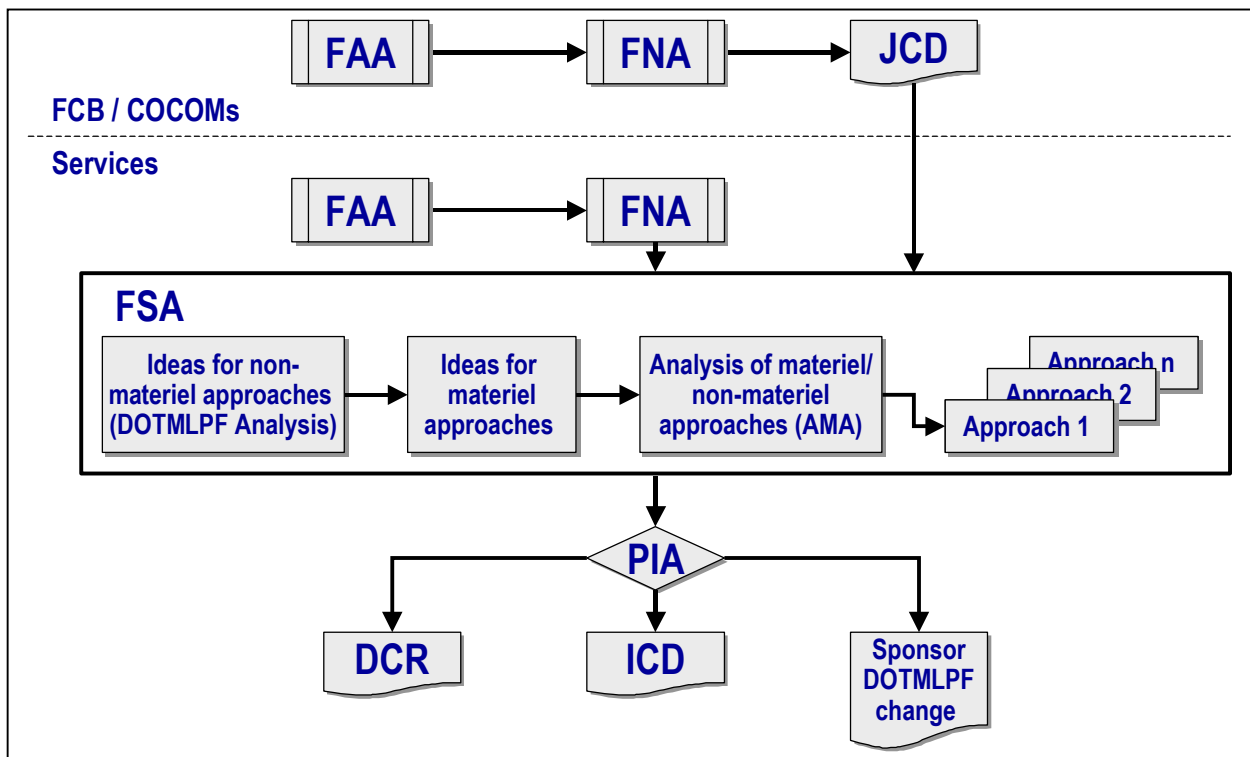 FAA
FNA
JCD
FCB / COCOMs
Services
FAA
FNA
FSA
Ideas for non-
materiel approaches
(DOTMLPF Analysis)
Ideas for
materiel
approaches
Analysis of materiel/
non-materiel
approaches (AMA)
Approach n
Approach 2
Approach 1
PIA
DCR
ICD
Sponsor
DOTMLPF
change